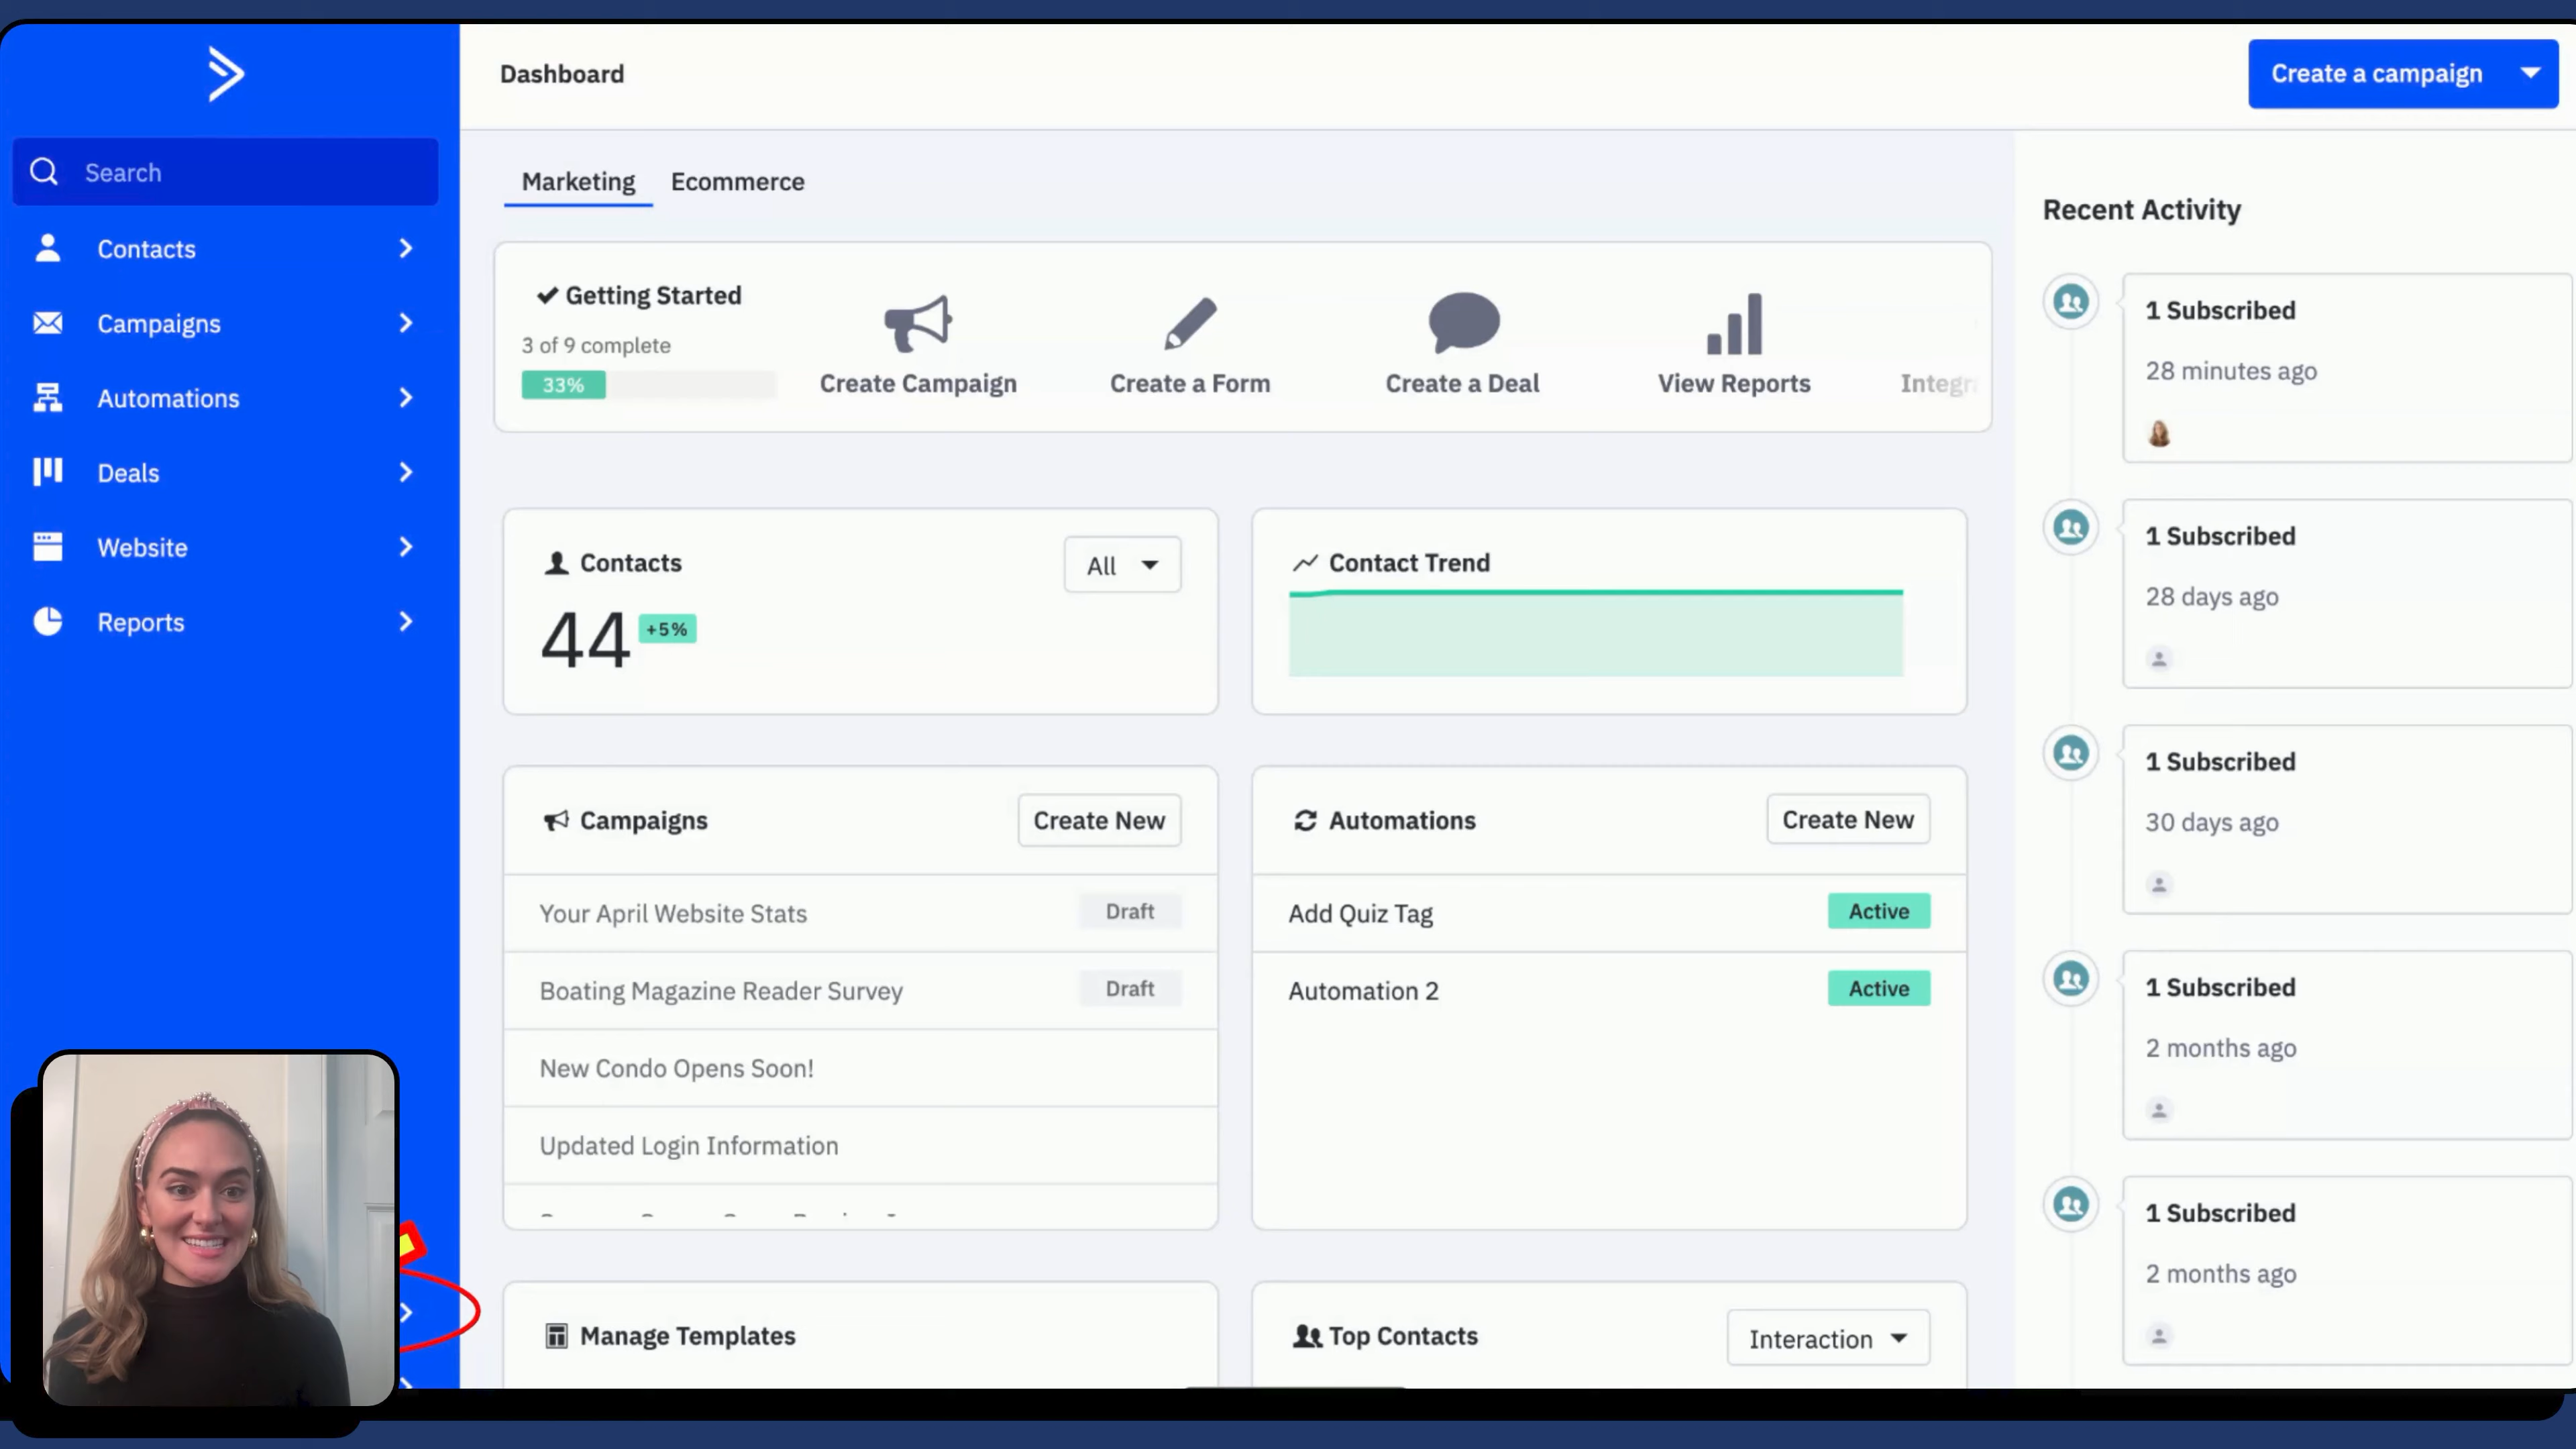 Dashboard
Create a campaign
Search
Contacts
Campaigns
Automations
Deals
Website
Reports
Marketing
Ecommerce
Getting Started
3 of 9 complete
33%
Create Campaign
Create a Form
Create a Deal
View Reports
Contacts
All
44
+5%
Contact Trend
Campaigns
Create New
Your April Website Stats
Draft
Boating Magazine Reader Survey
Draft
New Condo Opens Soon!
Updated Login Information
Automations
Create New
Add Quiz Tag
Active
Automation 2
Active
Manage Templates
Top Contacts
Interaction
Recent Activity
1 Subscribed
28 minutes ago
1 Subscribed
28 days ago
1 Subscribed
30 days ago
1 Subscribed
2 months ago
1 Subscribed
2 months ago